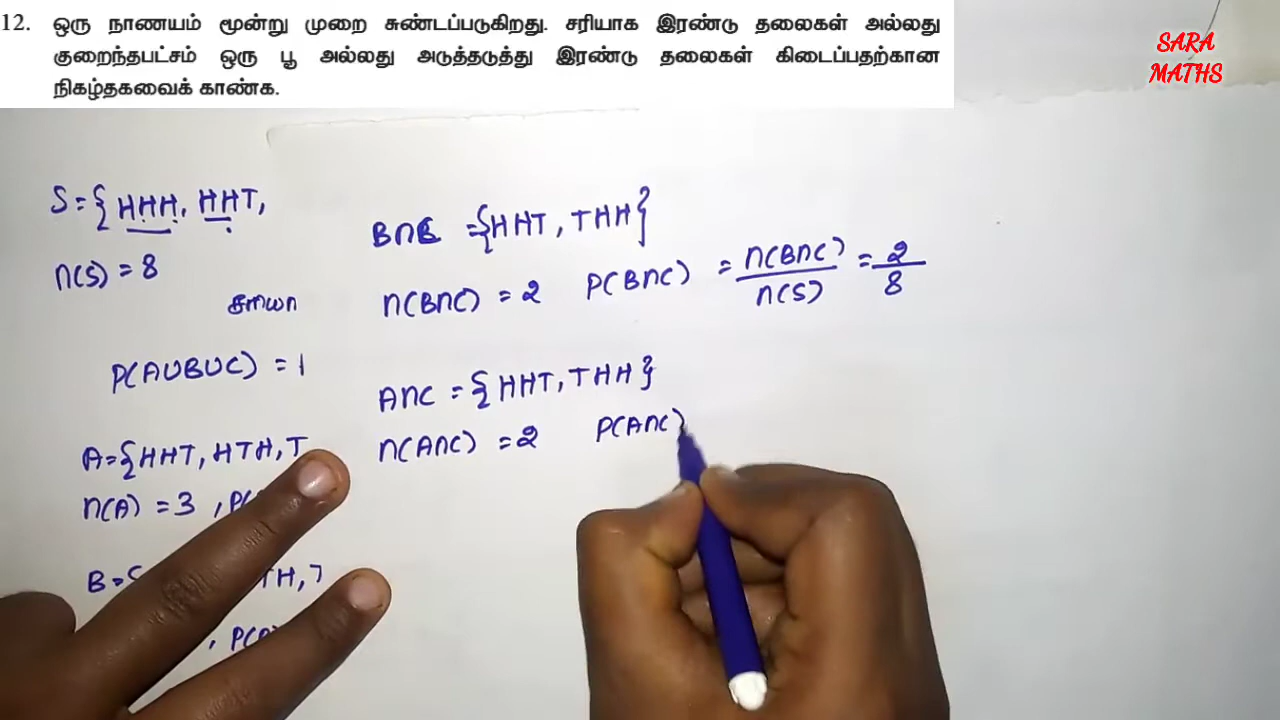 12. ஒரு நாணயம் மூன்று முறை சுண்டப்படுகிறது. சரியாக இரண்டு தலைகள் அல்லது
குறைந்தபட்சம் ஒரு பூ அல்லது அடுத்தடுத்து இரண்டு தலைகள் கிடைப்பதற்கான
நிகழ்தகவைக் காண்க.
SARA
MATHS
S = { HHH, HHT,
n(S) = 8
P(AUBUC) = 1
A = {HHT, HTH, T
n(A) = 3 , P(
B =
TH, T
, P(
B∩C = {HHT, THH}
n(B∩C) = 2 P(B∩C) = n(B∩C) / n(S) = 2 / 8
A∩C = {HHT, THH}
n(A∩C) = 2 P(A∩C)